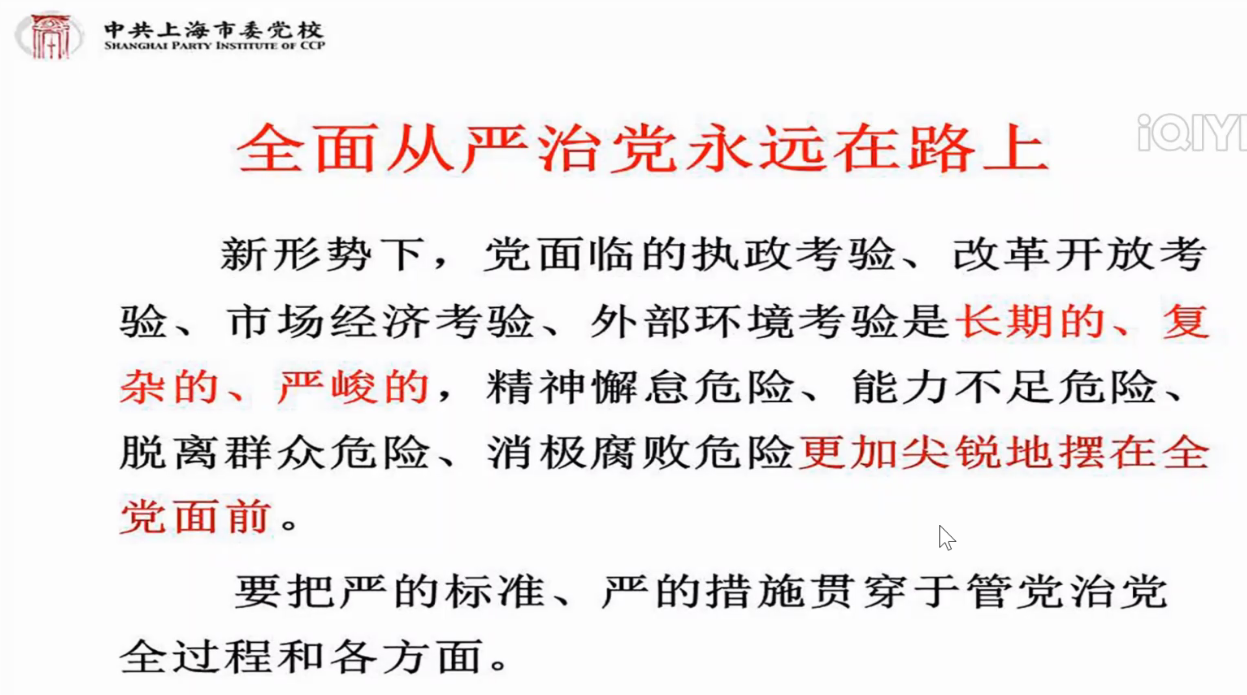 中共上海市委党校
SHANGHAI PARTY INSTITUTE OF CCP
iQIYI
全面从严治党永远在路上
新形势下，党面临的执政考验、改革开放考
验、市场经济考验、外部环境考验是长期的、复
杂的、严峻的，精神懈怠危险、能力不足危险、
脱离群众危险、消极腐败危险更加尖锐地摆在全
党面前。
要把严的标准、严的措施贯穿于管党治党
全过程和各方面。